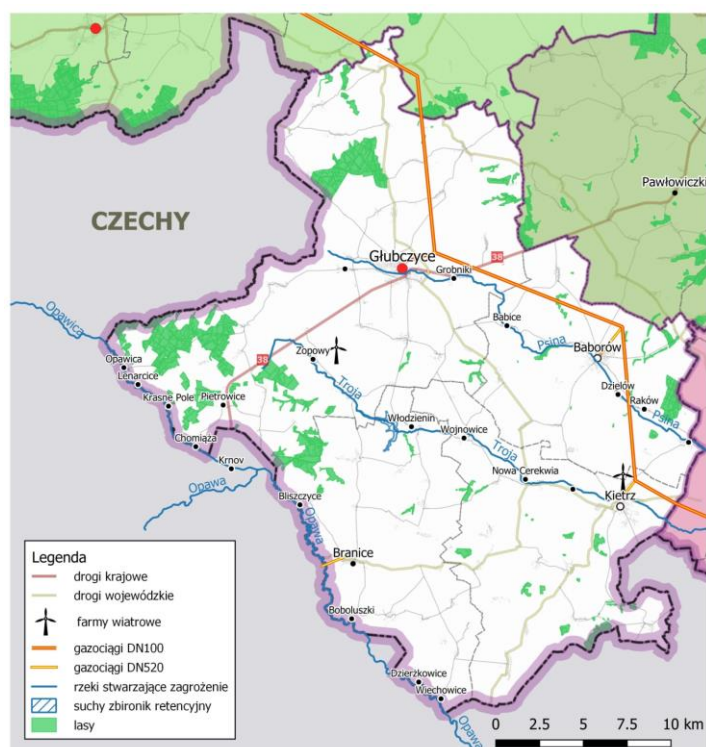 Pawłowiczki
CZECHY
Głubczyce
38
Grobniki
Opawica
Babice
Psina
38
Zopowy
Baborów
Opawica
Lenarcice
Dzielów
Troja
Krasne Pole
Pietrowice
Raków
Psina
Włodzienin
Wojnowice
Chomiąża
Troja
Krnov
Nowa Cerekwia
Opawa
Kietrz
Bliszczyce
Opawa
Branice
Boboluszki
Dzierżkowice
Wiechowice
Opawa
Legenda
drogi krajowe
drogi wojewódzkie
farmy wiatrowe
gazociągi DN100
gazociągi DN520
rzeki stwarzające zagrożenie
suchy zbironik retencyjny
lasy
0 2.5 5 7.5 10 km